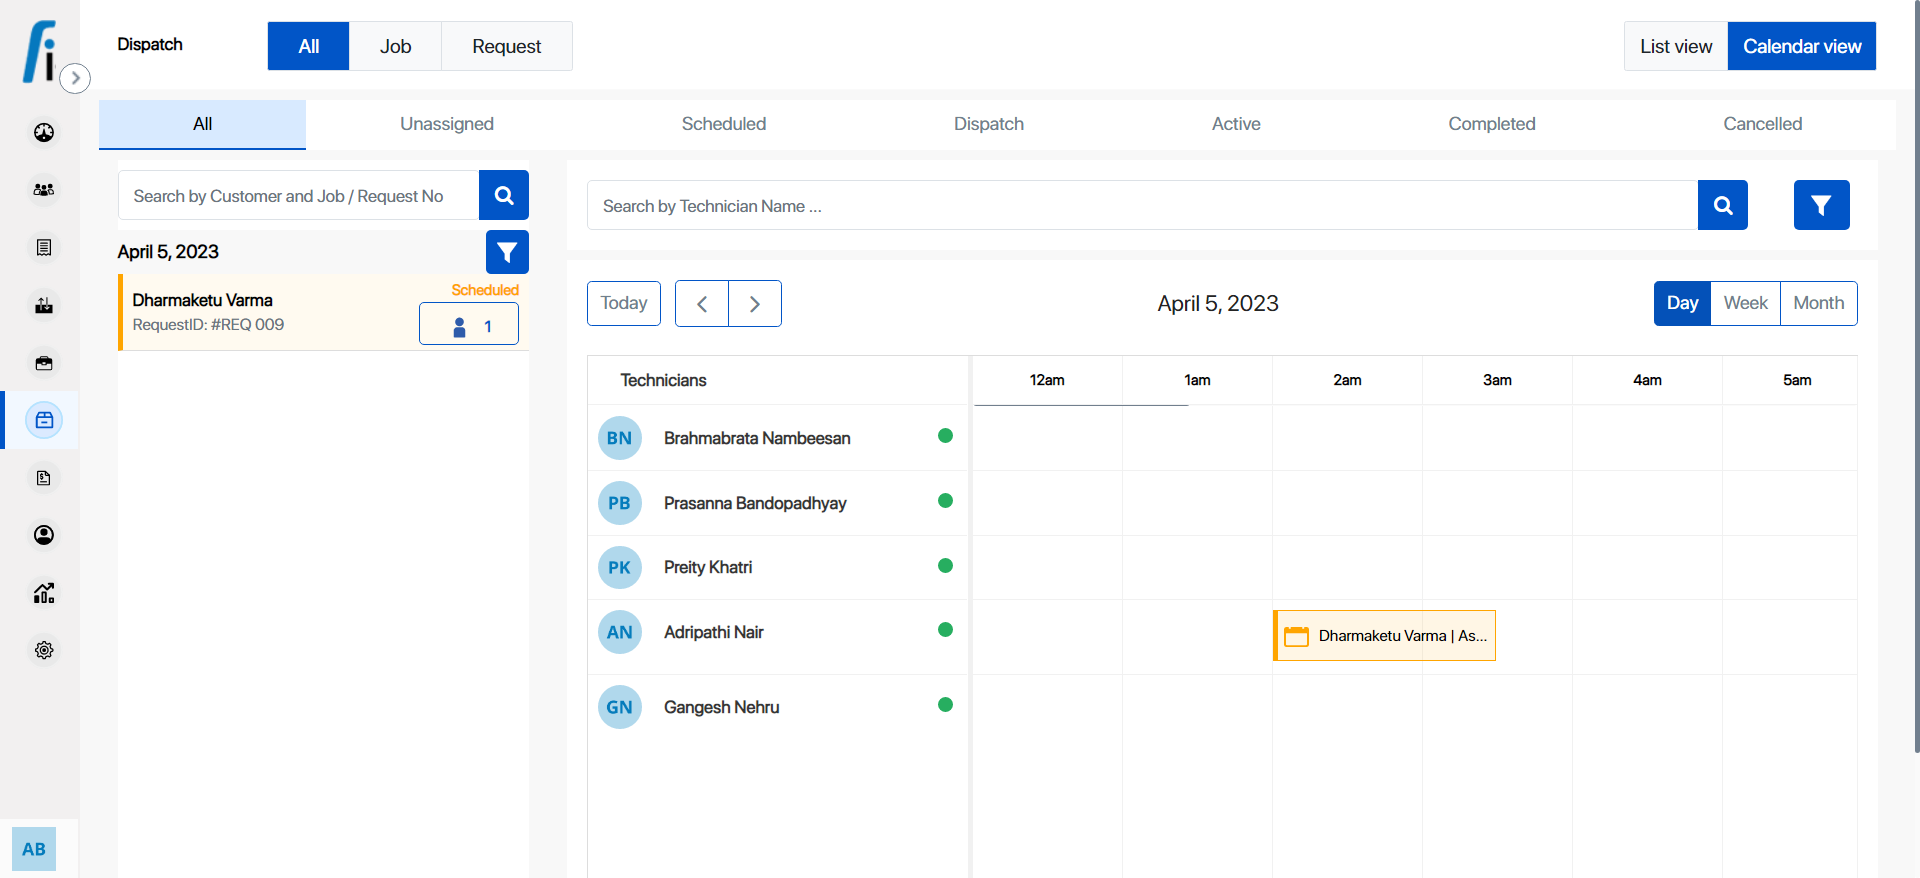 Dispatch
All
Job
Request
List view
Calendar view
All
Unassigned
Scheduled
Dispatch
Active
Completed
Cancelled
Search by Customer and Job / Request No
Search by Technician Name ...
April 5, 2023
Dharmaketu Varma
Scheduled
RequestID: #REQ 009
1
Today
April 5, 2023
Day
Week
Month
Technicians
12am
1am
2am
3am
4am
5am
BN
Brahmabrata Nambeesan
PB
Prasanna Bandopadhyay
PK
Preity Khatri
AN
Adripathi Nair
Dharmaketu Varma | As...
GN
Gangesh Nehru
AB